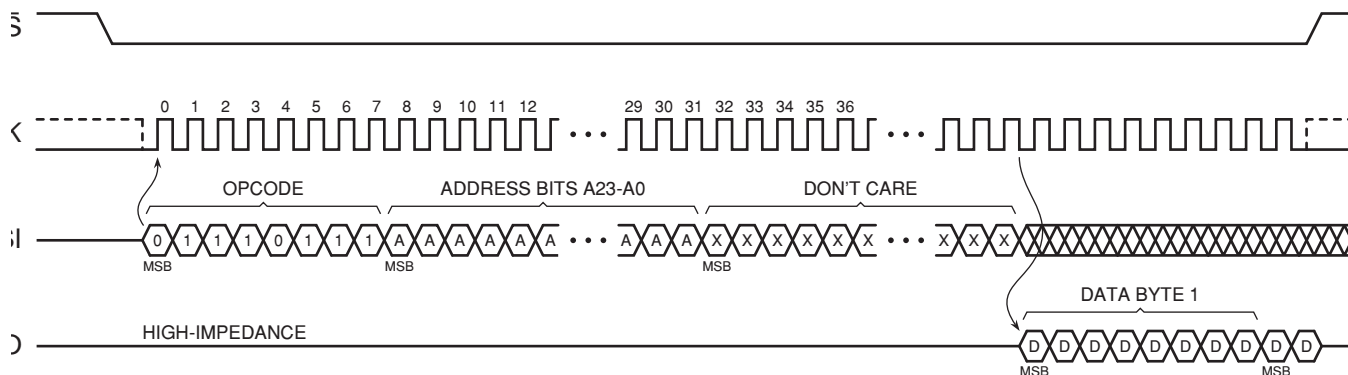 0 1 2 3 4 5 6 7 8 9 10 11 12 29 30 31 32 33 34 35 36
OPCODE ADDRESS BITS A23-A0 DON'T CARE
0 1 1 1 0 1 1 1 A A A A A A A A A X X X X X X X X X
MSB MSB MSB
DATA BYTE 1
HIGH-IMPEDANCE
D D D D D D D D D D
MSB MSB